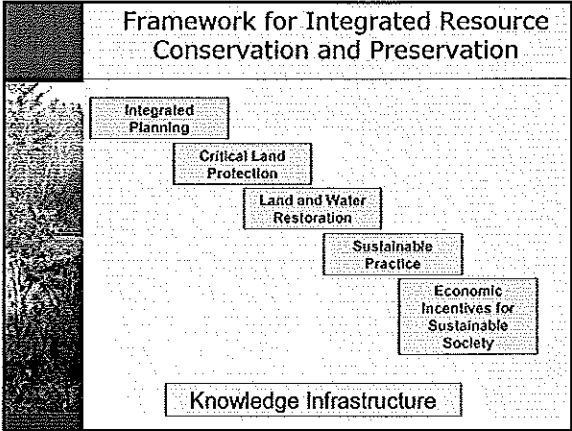 Framework for Integrated Resource
Conservation and Preservation
Integrated
Planning
Critical Land
Protection
Land and Water
Restoration
Sustainable
Practice
Economic
Incentives for
Sustainable
Society
Knowledge Infrastructure